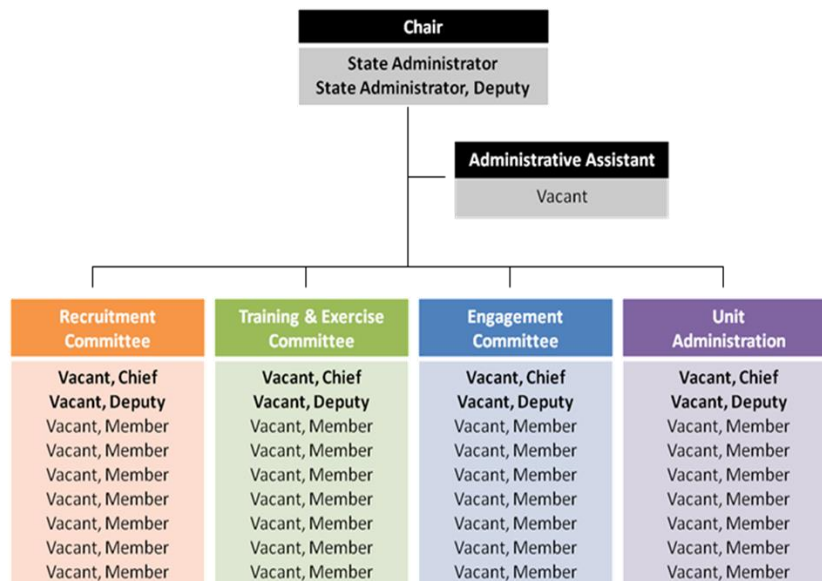 Chair
State Administrator
State Administrator, Deputy
Administrative Assistant
Vacant
Recruitment
Committee
Vacant, Chief
Vacant, Deputy
Vacant, Member
Vacant, Member
Vacant, Member
Vacant, Member
Vacant, Member
Vacant, Member
Vacant, Member
Training & Exercise
Committee
Vacant, Chief
Vacant, Deputy
Vacant, Member
Vacant, Member
Vacant, Member
Vacant, Member
Vacant, Member
Vacant, Member
Vacant, Member
Engagement
Committee
Vacant, Chief
Vacant, Deputy
Vacant, Member
Vacant, Member
Vacant, Member
Vacant, Member
Vacant, Member
Vacant, Member
Vacant, Member
Unit
Administration
Vacant, Chief
Vacant, Deputy
Vacant, Member
Vacant, Member
Vacant, Member
Vacant, Member
Vacant, Member
Vacant, Member
Vacant, Member